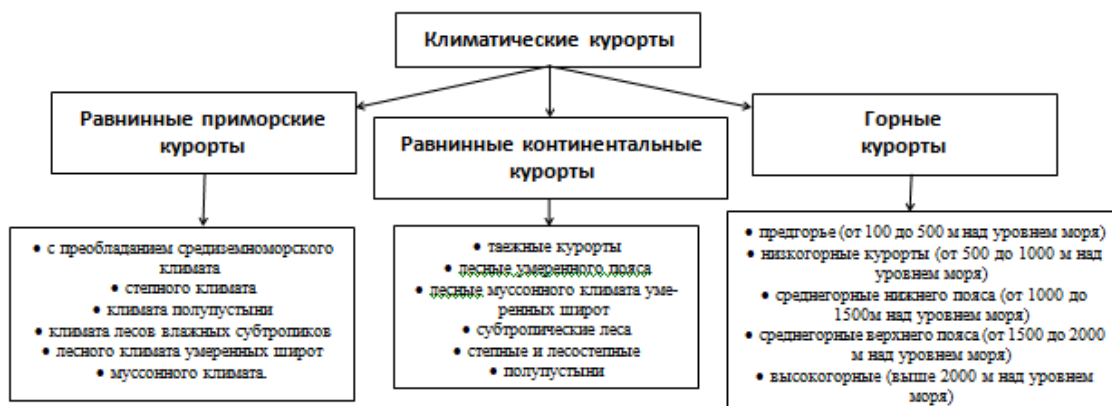 Климатические курорты
Равнинные приморские
курорты
Равнинные континентальные
курорты
Горные
курорты
• с преобладанием средиземноморского
климата
• степного климата
• климата полупустыни
• климата лесов влажных субтропиков
• лесного климата умеренных широт
• муссонного климата.
• таежные курорты
• лесные умеренного пояса
• лесные муссонного климата уме-
ренных широт
• субтропические леса
• степные и лесостепные
• полупустыни
• предгорье (от 100 до 500 м над уровнем моря)
• низкогорные курорты (от 500 до 1000 м над
уровнем моря)
• среднегорные нижнего пояса (от 1000 до
1500м над уровнем моря)
• среднегорные верхнего пояса (от 1500 до 2000
м над уровнем моря)
• высокогорные (выше 2000 м над уровнем
моря)